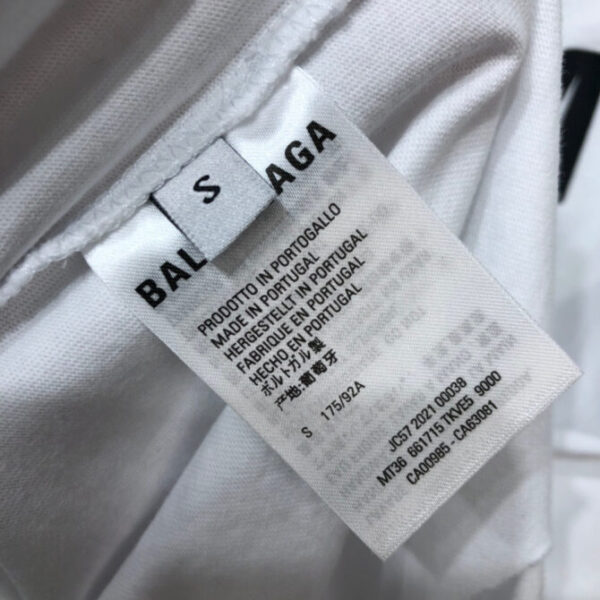 S
BAL AGA
PRODOTTO IN PORTOGALLO
MADE IN PORTUGAL
HERGESTELLT IN PORTUGAL
FABRIQUE EN PORTUGAL
HECHO EN PORTUGAL
ポルトガル製
产地:葡萄牙
S 175/92A
JC57 2021 00038
MT36 661715 TKVE5 9000
CA00985 - CA63081